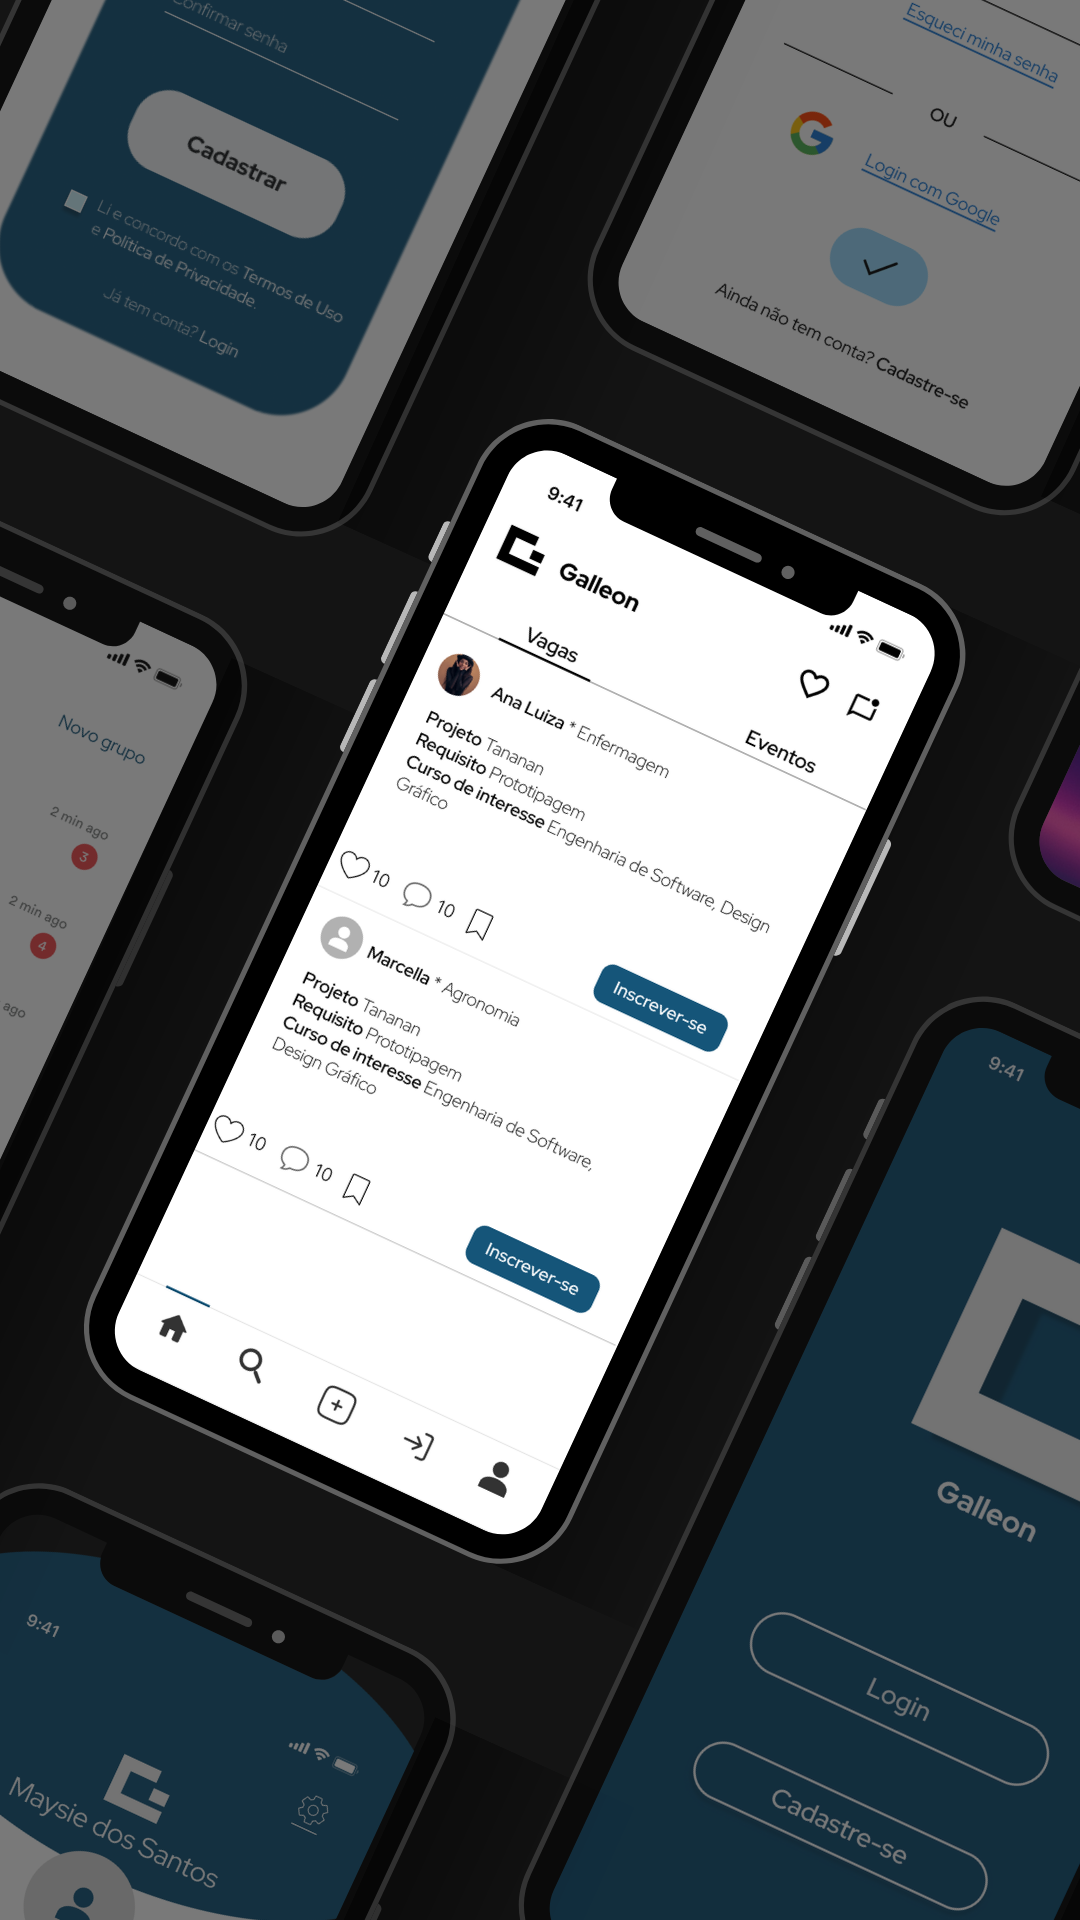 Confirmar senha
Cadastrar
Li e concordo com os Termos de Uso
e Política de Privacidade.
Já tem conta? Login
Esqueci minha senha
OU
Login com Google
Ainda não tem conta? Cadastre-se
9:41
Galleon
Vagas
Eventos
Ana Luiza * Enfermagem
Projeto Tananan
Requisito Prototipagem
Curso de interesse Engenharia de Software, Design
Gráfico
10
10
Inscrever-se
Marcella * Agronomia
Projeto Tananan
Requisito Prototipagem
Curso de interesse Engenharia de Software,
Design Gráfico
10
10
Inscrever-se
Novo grupo
2 min ago
3
2 min ago
4
ago
9:41
Galleon
Login
Cadastre-se
9:41
Maysie dos Santos